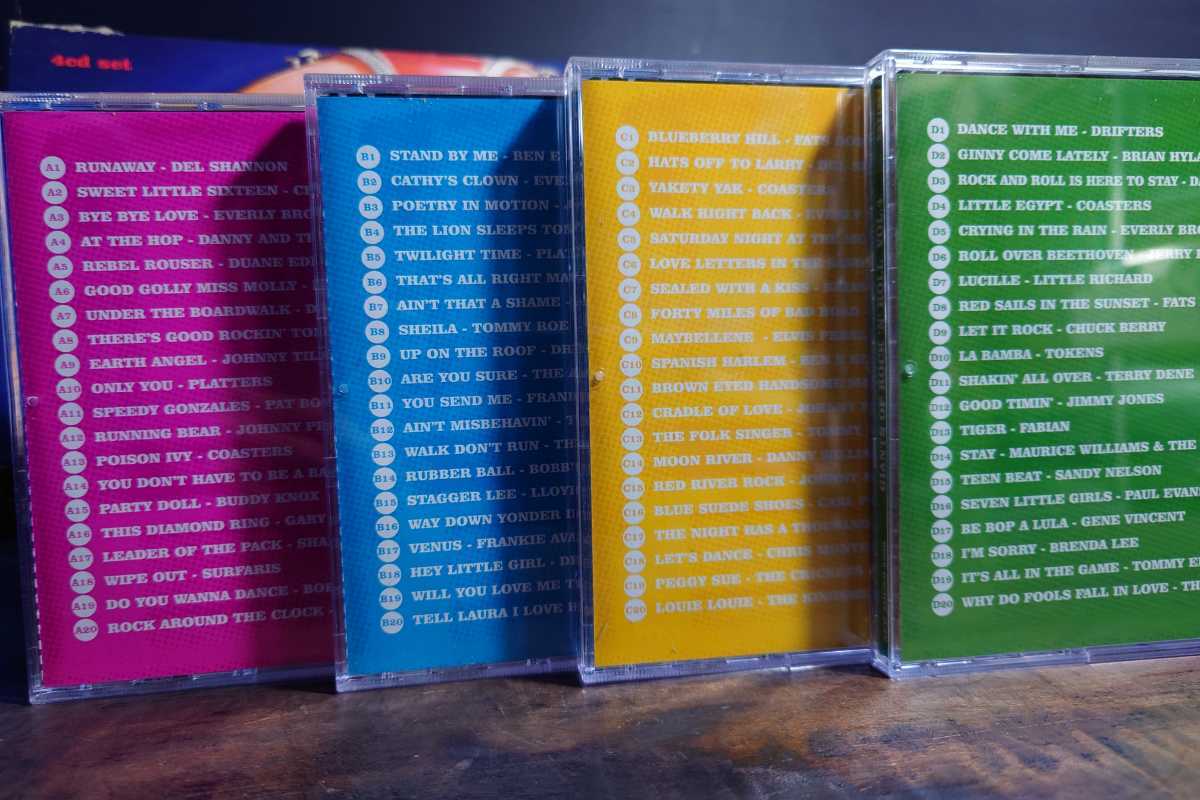 4cd set
A1 RUNAWAY - DEL SHANNON
A2 SWEET LITTLE SIXTEEN -
A3 BYE BYE LOVE - EVERLY
A4 AT THE HOP - DANNY AND
A5 REBEL ROUSER - DUANE
A6 GOOD GOLLY MISS MOLLY -
A7 UNDER THE BOARDWALK -
A8 THERE'S GOOD ROCKIN'
A9 EARTH ANGEL - JOHNNY
A10 ONLY YOU - PLATTERS
A11 SPEEDY GONZALES - PAT
A12 RUNNING BEAR - JOHNNY
A13 POISON IVY - COASTERS
A14 YOU DON'T HAVE TO BE A
A15 PARTY DOLL - BUDDY KNOX
A16 THIS DIAMOND RING - GARY
A17 LEADER OF THE PACK -
A18 WIPE OUT - SURFARIS
A19 DO YOU WANNA DANCE -
A20 ROCK AROUND THE CLOCK -
B1 STAND BY ME - BEN E
B2 CATHY'S CLOWN -
B3 POETRY IN MOTION -
B4 THE LION SLEEPS
B5 TWILIGHT TIME -
B6 THAT'S ALL RIGHT
B7 AIN'T THAT A SHAME -
B8 SHEILA - TOMMY ROE
B9 UP ON THE ROOF -
B10 ARE YOU SURE - THE
B11 YOU SEND ME -
B12 AIN'T MISBEHAVIN' -
B13 WALK DON'T RUN -
B14 RUBBER BALL -
B15 STAGGER LEE -
B16 WAY DOWN YONDER
B17 VENUS - FRANKIE
B18 HEY LITTLE GIRL -
B19 WILL YOU LOVE ME
B20 TELL LAURA I LOVE
C1 BLUEBERRY HILL - FATS
C2 HATS OFF TO LARRY -
C3 YAKETY YAK - COASTERS
C4 WALK RIGHT BACK - EVERLY
C5 SATURDAY NIGHT AT THE
C6 LOVE LETTERS IN THE
C7 SEALED WITH A KISS -
C8 FORTY MILES OF BAD ROAD
C9 MAYBELLENE - ELVIS
C10 SPANISH HARLEM - BEN E
C11 BROWN EYED HANDSOME
C12 CRADLE OF LOVE - JOHNNY
C13 THE FOLK SINGER - TOMMY
C14 MOON RIVER - DANNY
C15 RED RIVER ROCK - JOHNNY
C16 BLUE SUEDE SHOES -
C17 THE NIGHT HAS A
C18 LET'S DANCE - CHRIS
C19 PEGGY SUE - THE CRICKETS
C20 LOUIE LOUIE - THE
D1 DANCE WITH ME - DRIFTERS
D2 GINNY COME LATELY - BRIAN
D3 ROCK AND ROLL IS HERE TO STAY -
D4 LITTLE EGYPT - COASTERS
D5 CRYING IN THE RAIN - EVERLY
D6 ROLL OVER BEETHOVEN - JERRY
D7 LUCILLE - LITTLE RICHARD
D8 RED SAILS IN THE SUNSET - FATS
D9 LET IT ROCK - CHUCK BERRY
D10 LA BAMBA - TOKENS
D11 SHAKIN' ALL OVER - TERRY DENE
D12 GOOD TIMIN' - JIMMY JONES
D13 TIGER - FABIAN
D14 STAY - MAURICE WILLIAMS & THE
D15 TEEN BEAT - SANDY NELSON
D16 SEVEN LITTLE GIRLS - PAUL
D17 BE BOP A LULA - GENE VINCENT
D18 I'M SORRY - BRENDA LEE
D19 IT'S ALL IN THE GAME - TOMMY
D20 WHY DO FOOLS FALL IN LOVE -